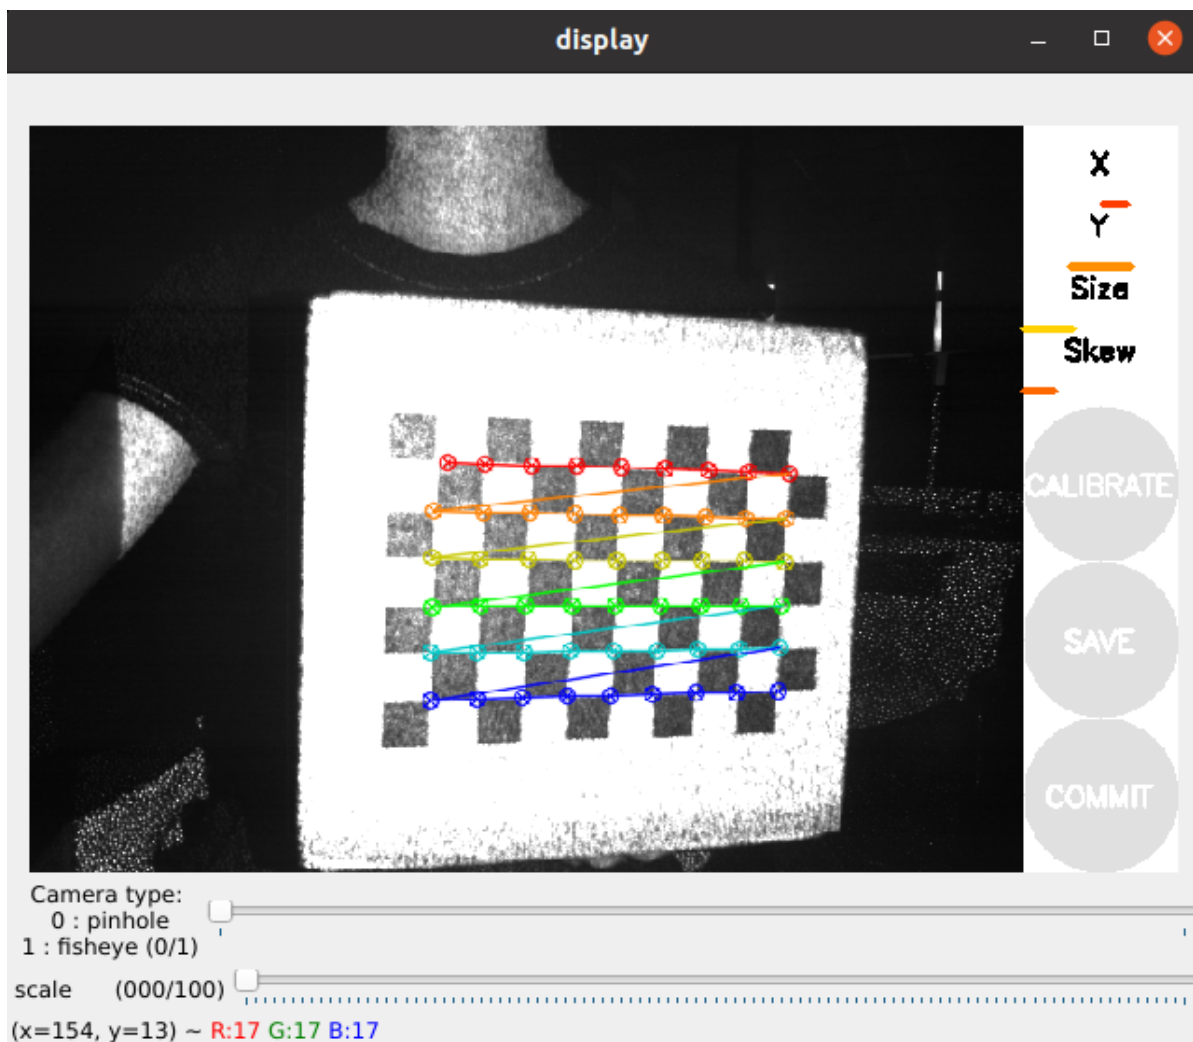 display
X
Y
Size
Skew
CALIBRATE
SAVE
COMMIT
Camera type:
0 : pinhole
1 : fisheye (0/1)
scale (000/100)
(x=154, y=13) ~ R:17 G:17 B:17